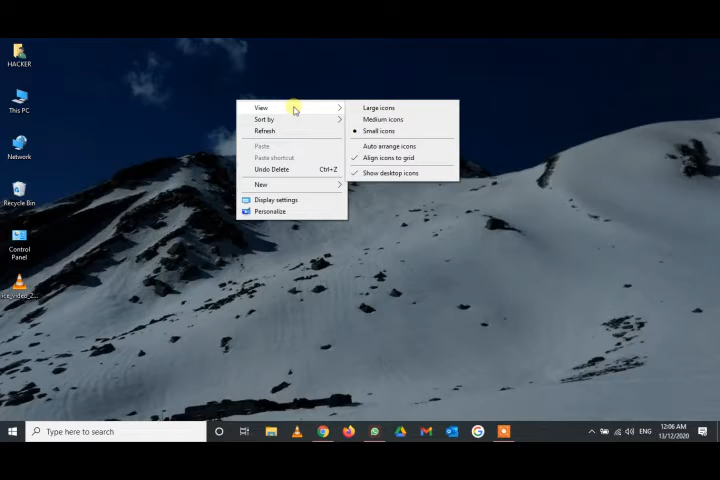 HACKER
This PC
Network
Recycle Bin
Control
Panel
View
Sort by
Refresh
Paste
Paste shortcut
Undo Delete Ctrl+Z
New
Display settings
Personalize
Large icons
Medium icons
Small icons
Auto arrange icons
Align icons to grid
Show desktop icons
Type here to search
ENG
12:06 AM
13/12/2020